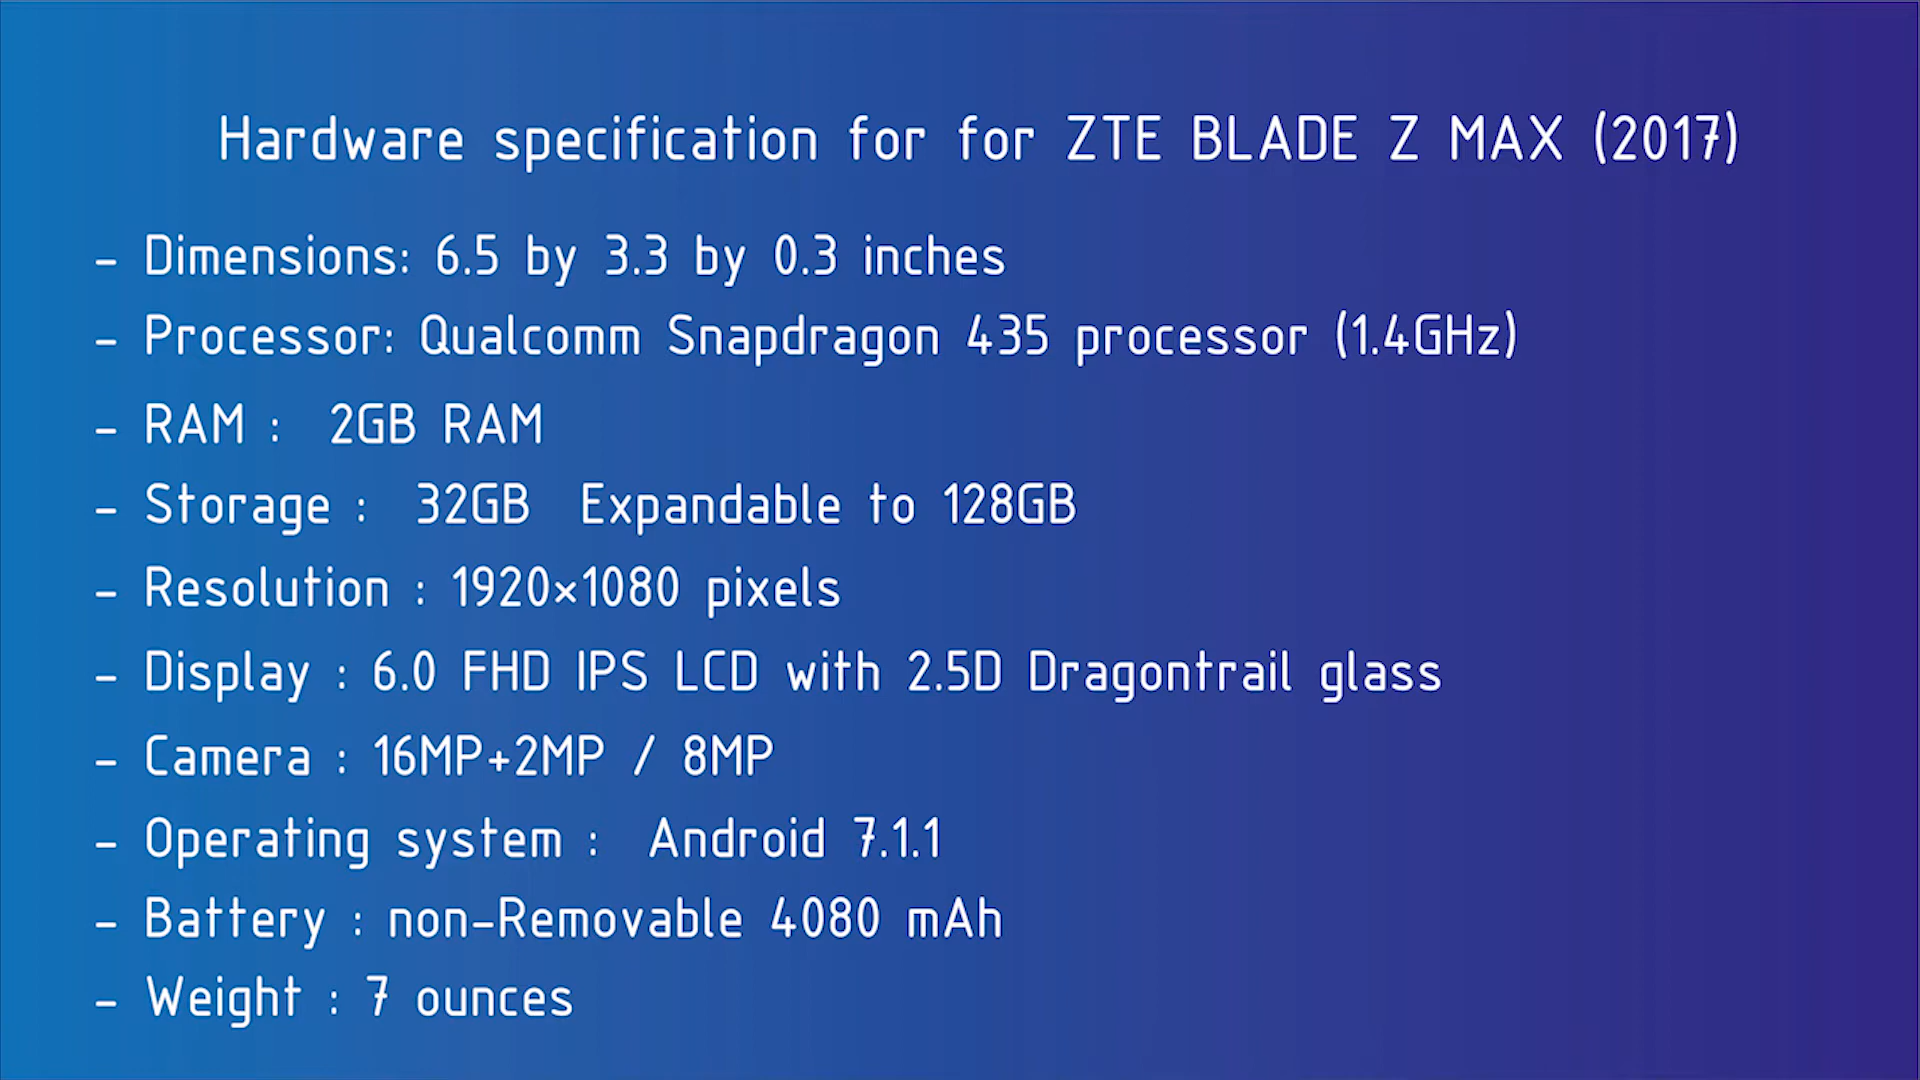 Hardware specification for for ZTE BLADE Z MAX (2017)
- Dimensions: 6.5 by 3.3 by 0.3 inches
- Processor: Qualcomm Snapdragon 435 processor (1.4GHz)
- RAM : 2GB RAM
- Storage : 32GB Expandable to 128GB
- Resolution : 1920×1080 pixels
- Display : 6.0 FHD IPS LCD with 2.5D Dragontrail glass
- Camera : 16MP+2MP / 8MP
- Operating system : Android 7.1.1
- Battery : non-Removable 4080 mAh
- Weight : 7 ounces